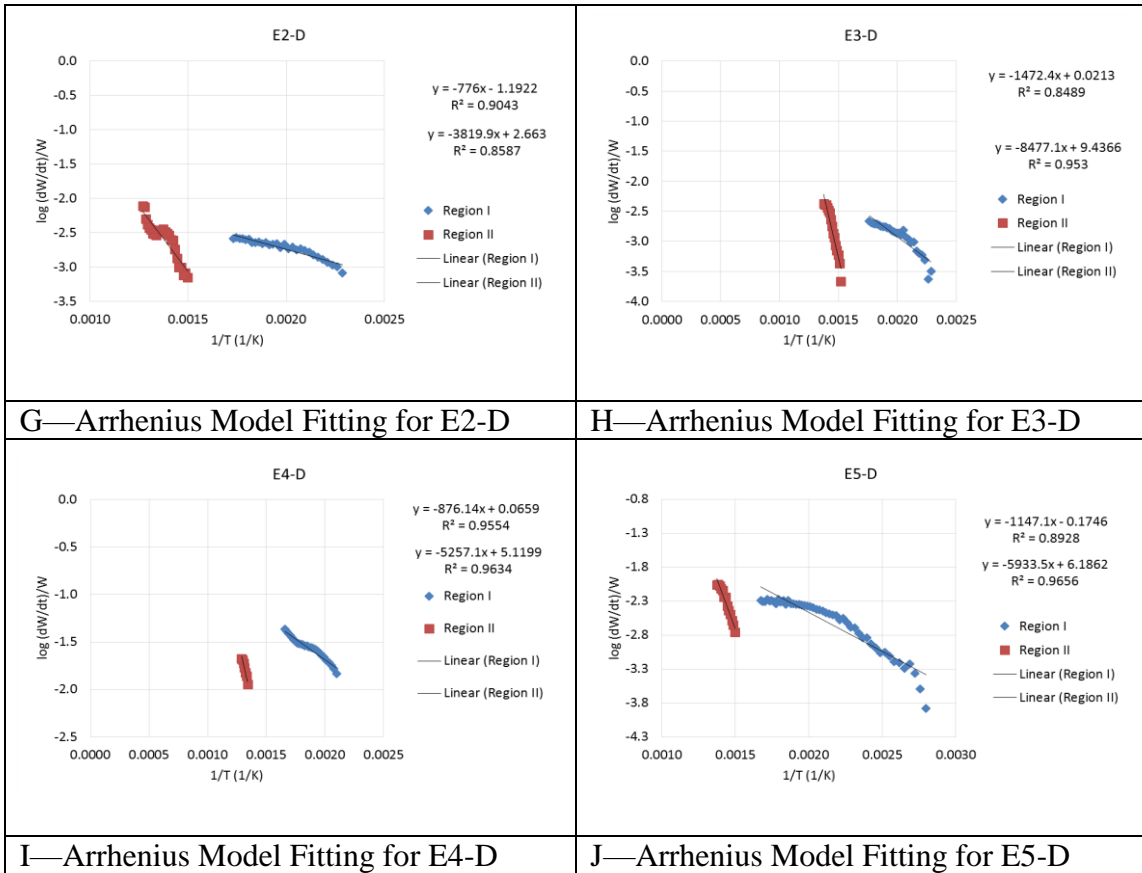 E2-D
0.0
-0.5
-1.0
-1.5
-2.0
-2.5
-3.0
-3.5
log (dW/dt)/W
0.0010 0.0015 0.0020 0.0025
1/T (1/K)
y = -776x - 1.1922
R² = 0.9043
y = -3819.9x + 2.663
R² = 0.8587
Region I
Region II
Linear (Region I)
Linear (Region II)
G—Arrhenius Model Fitting for E2-D
E3-D
0.0
-0.5
-1.0
-1.5
-2.0
-2.5
-3.0
-3.5
-4.0
log (dW/dt)/W
0.0000 0.0005 0.0010 0.0015 0.0020 0.0025
1/T (1/K)
y = -1472.4x + 0.0213
R² = 0.8489
y = -8477.1x + 9.4366
R² = 0.953
Region I
Region II
Linear (Region I)
Linear (Region II)
H—Arrhenius Model Fitting for E3-D
E4-D
0.0
-0.5
-1.0
-1.5
-2.0
-2.5
log (dW/dt)/W
0.0000 0.0005 0.0010 0.0015 0.0020 0.0025
1/T (1/K)
y = -876.14x + 0.0659
R² = 0.9554
y = -5257.1x + 5.1199
R² = 0.9634
Region I
Region II
Linear (Region I)
Linear (Region II)
I—Arrhenius Model Fitting for E4-D
E5-D
-0.8
-1.3
-1.8
-2.3
-2.8
-3.3
-3.8
-4.3
log (dW/dt)/W
0.0010 0.0015 0.0020 0.0025 0.0030
1/T (1/K)
y = -1147.1x - 0.1746
R² = 0.8928
y = -5933.5x + 6.1862
R² = 0.9656
Region I
Region II
Linear (Region I)
Linear (Region II)
J—Arrhenius Model Fitting for E5-D